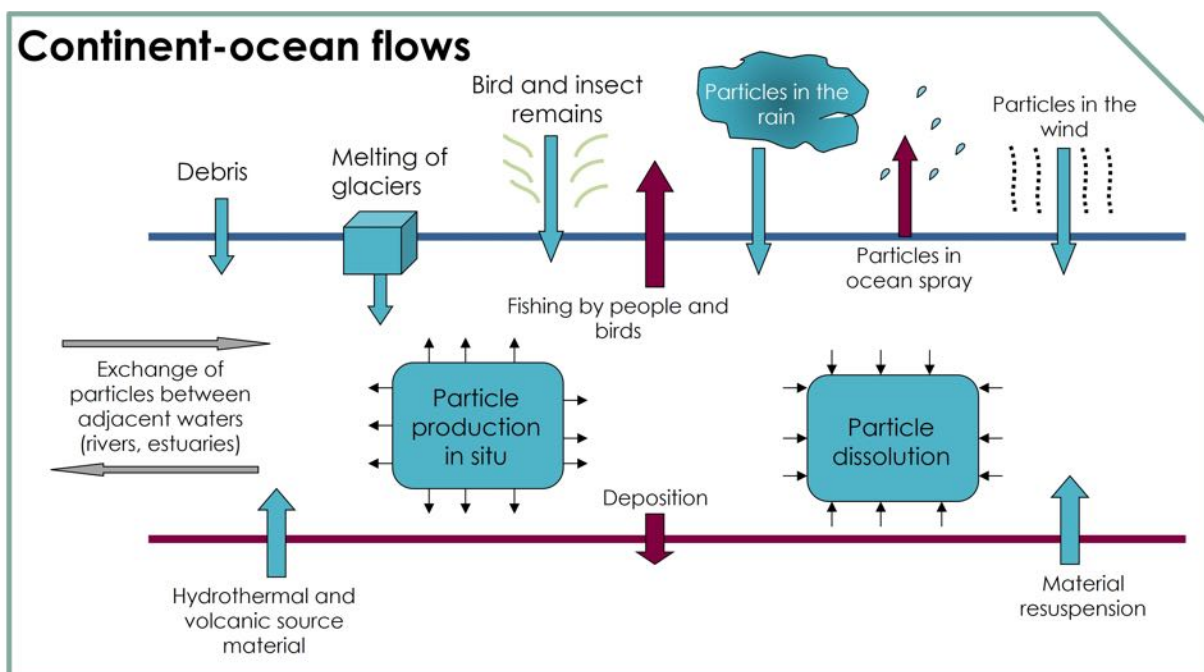 Continent-ocean flows
Bird and insect
remains
Particles in the
rain
Particles in the
wind
Debris
Melting of
glaciers
Particles in
ocean spray
Fishing by people and
birds
Exchange of
particles between
adjacent waters
(rivers, estuaries)
Particle
production
in situ
Particle
dissolution
Deposition
Hydrothermal and
volcanic source
material
Material
resuspension